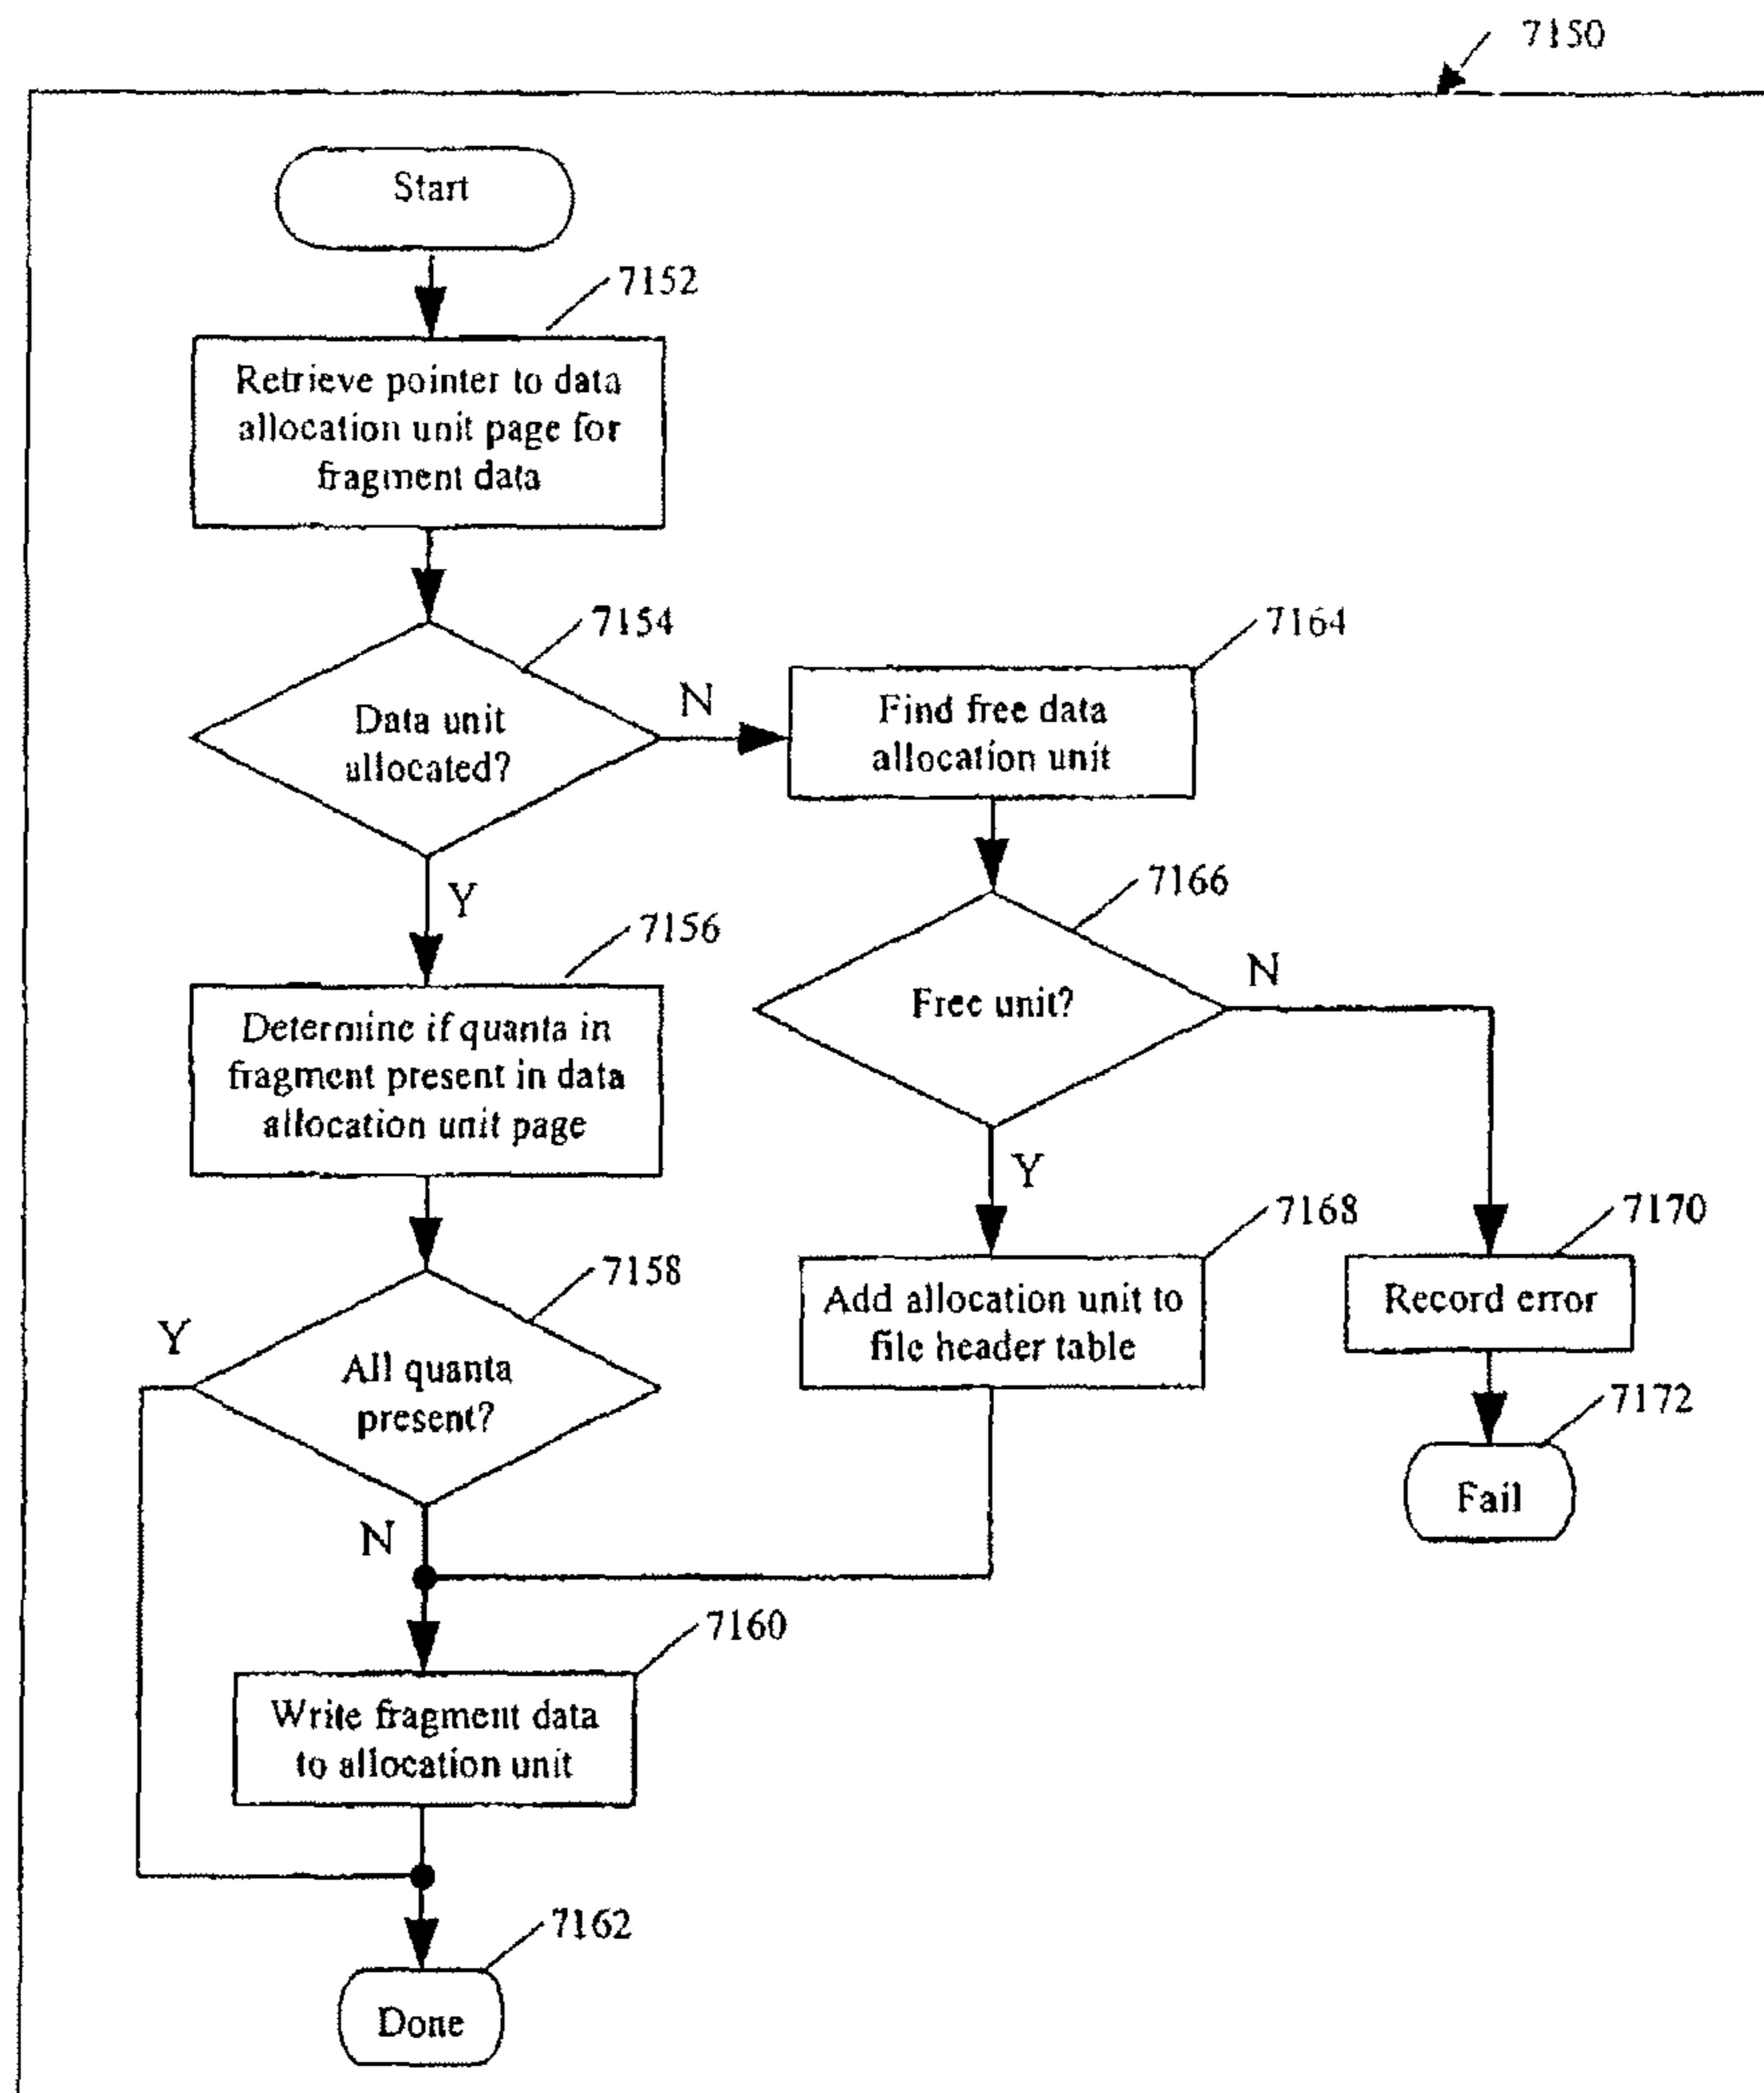 7150
Start
7152
Retrieve pointer to data
allocation unit page for
fragment data
7154
Data unit
allocated?
N
7164
Find free data
allocation unit
Y
7156
Determine if quanta in
fragment present in data
allocation unit page
7166
Free unit?
N
Y
7158
All quanta
present?
Y
N
7168
Add allocation unit to
file header table
7170
Record error
7172
Fail
7160
Write fragment data
to allocation unit
7162
Done